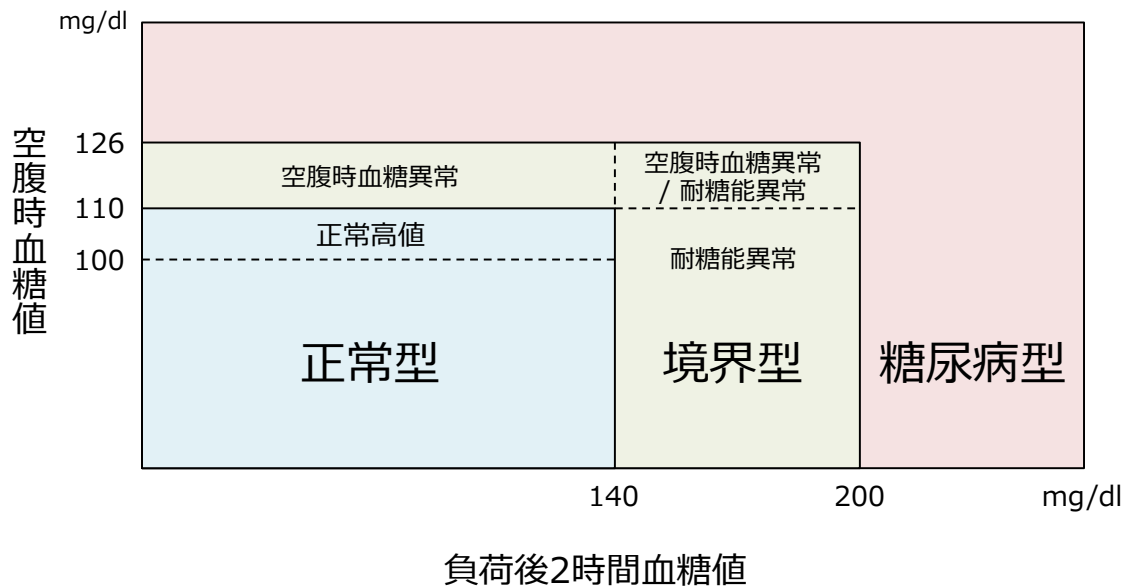 mg/dl
空腹時血糖値
126
110
100
空腹時血糖異常
空腹時血糖異常
/ 耐糖能異常
正常高値
耐糖能異常
正常型
境界型
糖尿病型
140
200
mg/dl
負荷後2時間血糖値